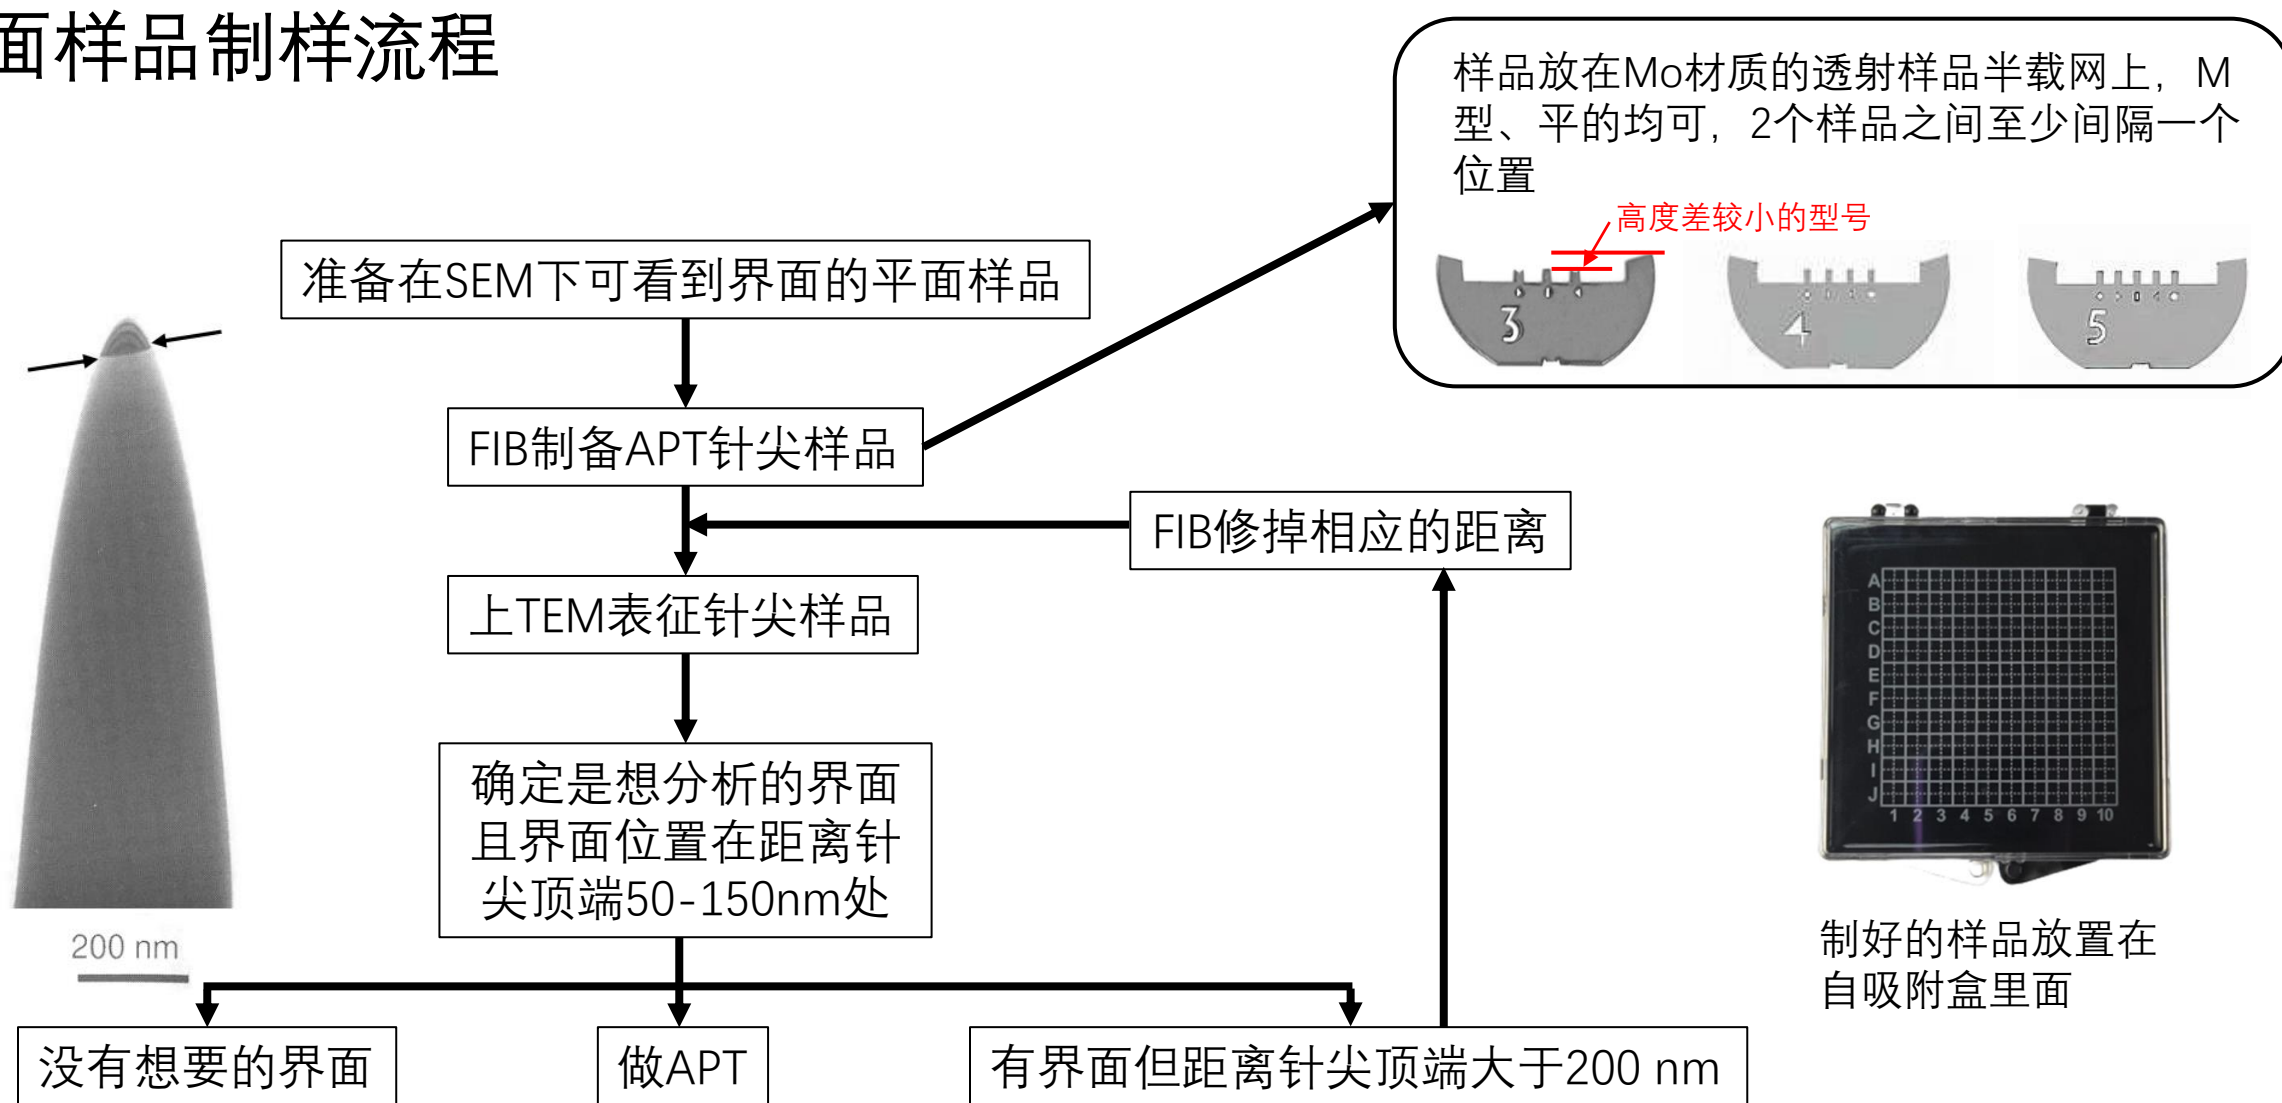 面样品制样流程
样品放在Mo材质的透射样品半载网上，M
型、平的均可，2个样品之间至少间隔一个
位置
高度差较小的型号
3
4
5
准备在SEM下可看到界面的平面样品
FIB制备APT针尖样品
FIB修掉相应的距离
上TEM表征针尖样品
确定是想分析的界面
且界面位置在距离针
尖顶端50-150nm处
200 nm
没有想要的界面
做APT
有界面但距离针尖顶端大于200 nm
A
B
C
D
E
F
G
H
I
J
1 2 3 4 5 6 7 8 9 10
制好的样品放置在
自吸附盒里面